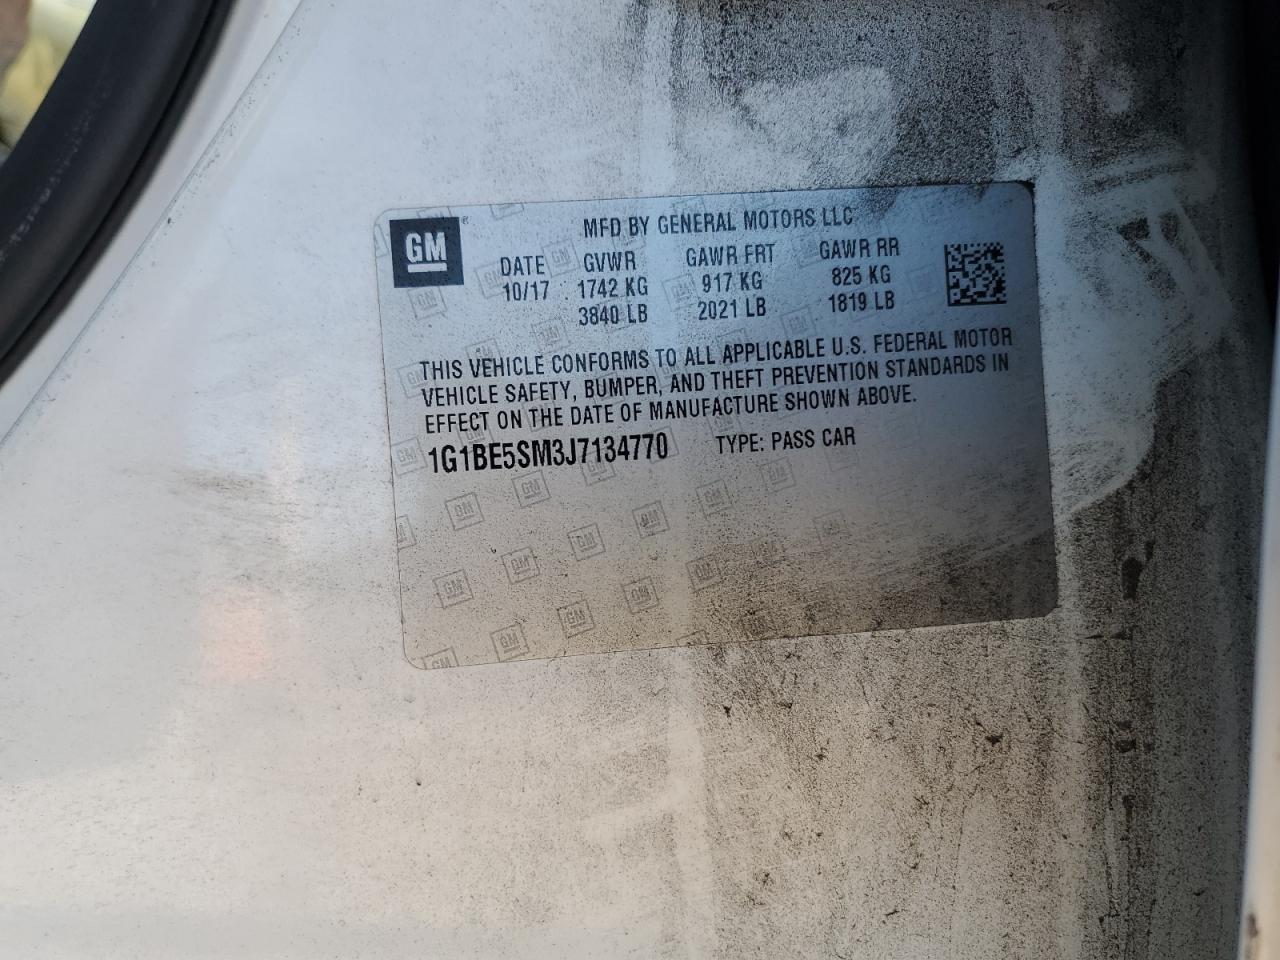 GM
MFD BY GENERAL MOTORS LLC
DATE GVWR GAWR FRT GAWR RR
10/17 1742 KG 917 KG 825 KG
3840 LB 2021 LB 1819 LB
THIS VEHICLE CONFORMS TO ALL APPLICABLE U.S. FEDERAL MOTOR
VEHICLE SAFETY, BUMPER, AND THEFT PREVENTION STANDARDS IN
EFFECT ON THE DATE OF MANUFACTURE SHOWN ABOVE.
1G1BE5SM3J7134770 TYPE: PASS CAR